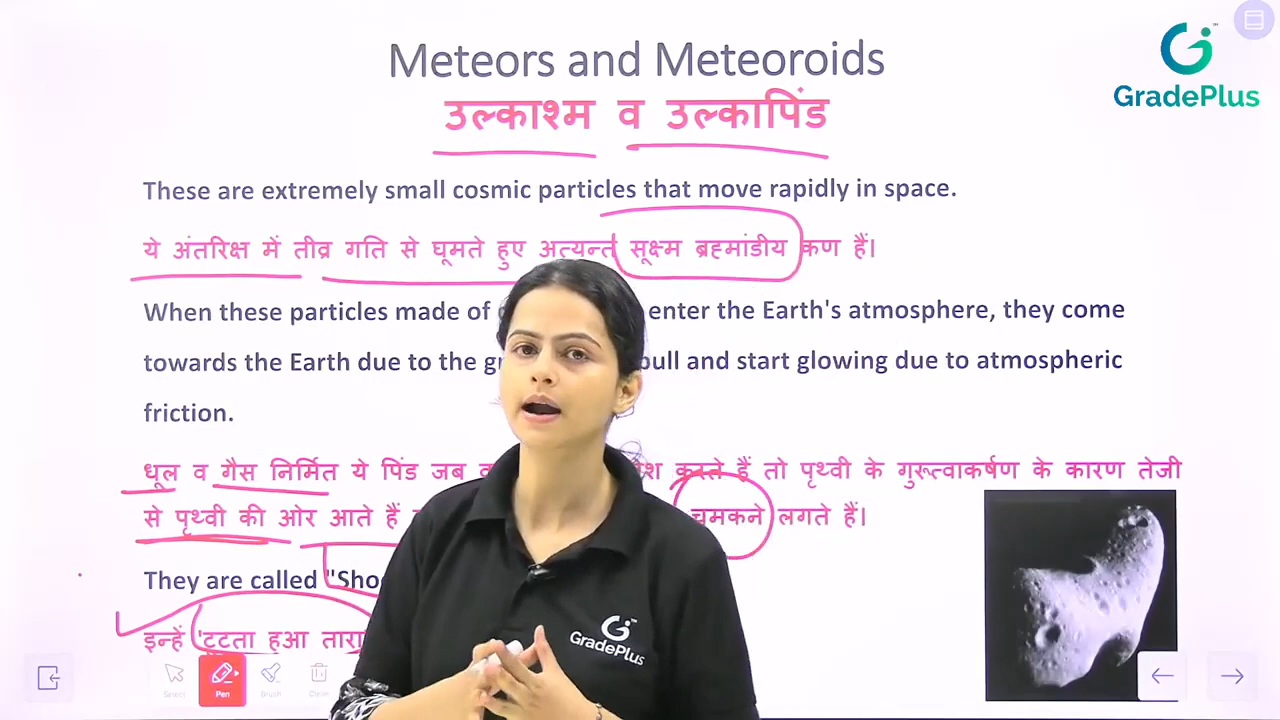 Meteors and Meteoroids
GradePlus
उल्काश्म व उल्कापिंड
These are extremely small cosmic particles that move rapidly in space.
ये अंतरिक्ष में तीव्र गति से घूमते हुए अत्यन्त सूक्ष्म ब्रह्मांडीय कण हैं।
When these particles made of enter the Earth's atmosphere, they come
towards the Earth due to the pull and start glowing due to atmospheric
friction.
धूल व गैस निर्मित ये पिंड जब करते हैं तो पृथ्वी के गुरूत्वाकर्षण के कारण तेजी
से पृथ्वी की ओर आते हैं चमकने लगते हैं।
They are called
इन्हें 'टूटता हुआ तारा
GradePlus
Select
Pen
Brush